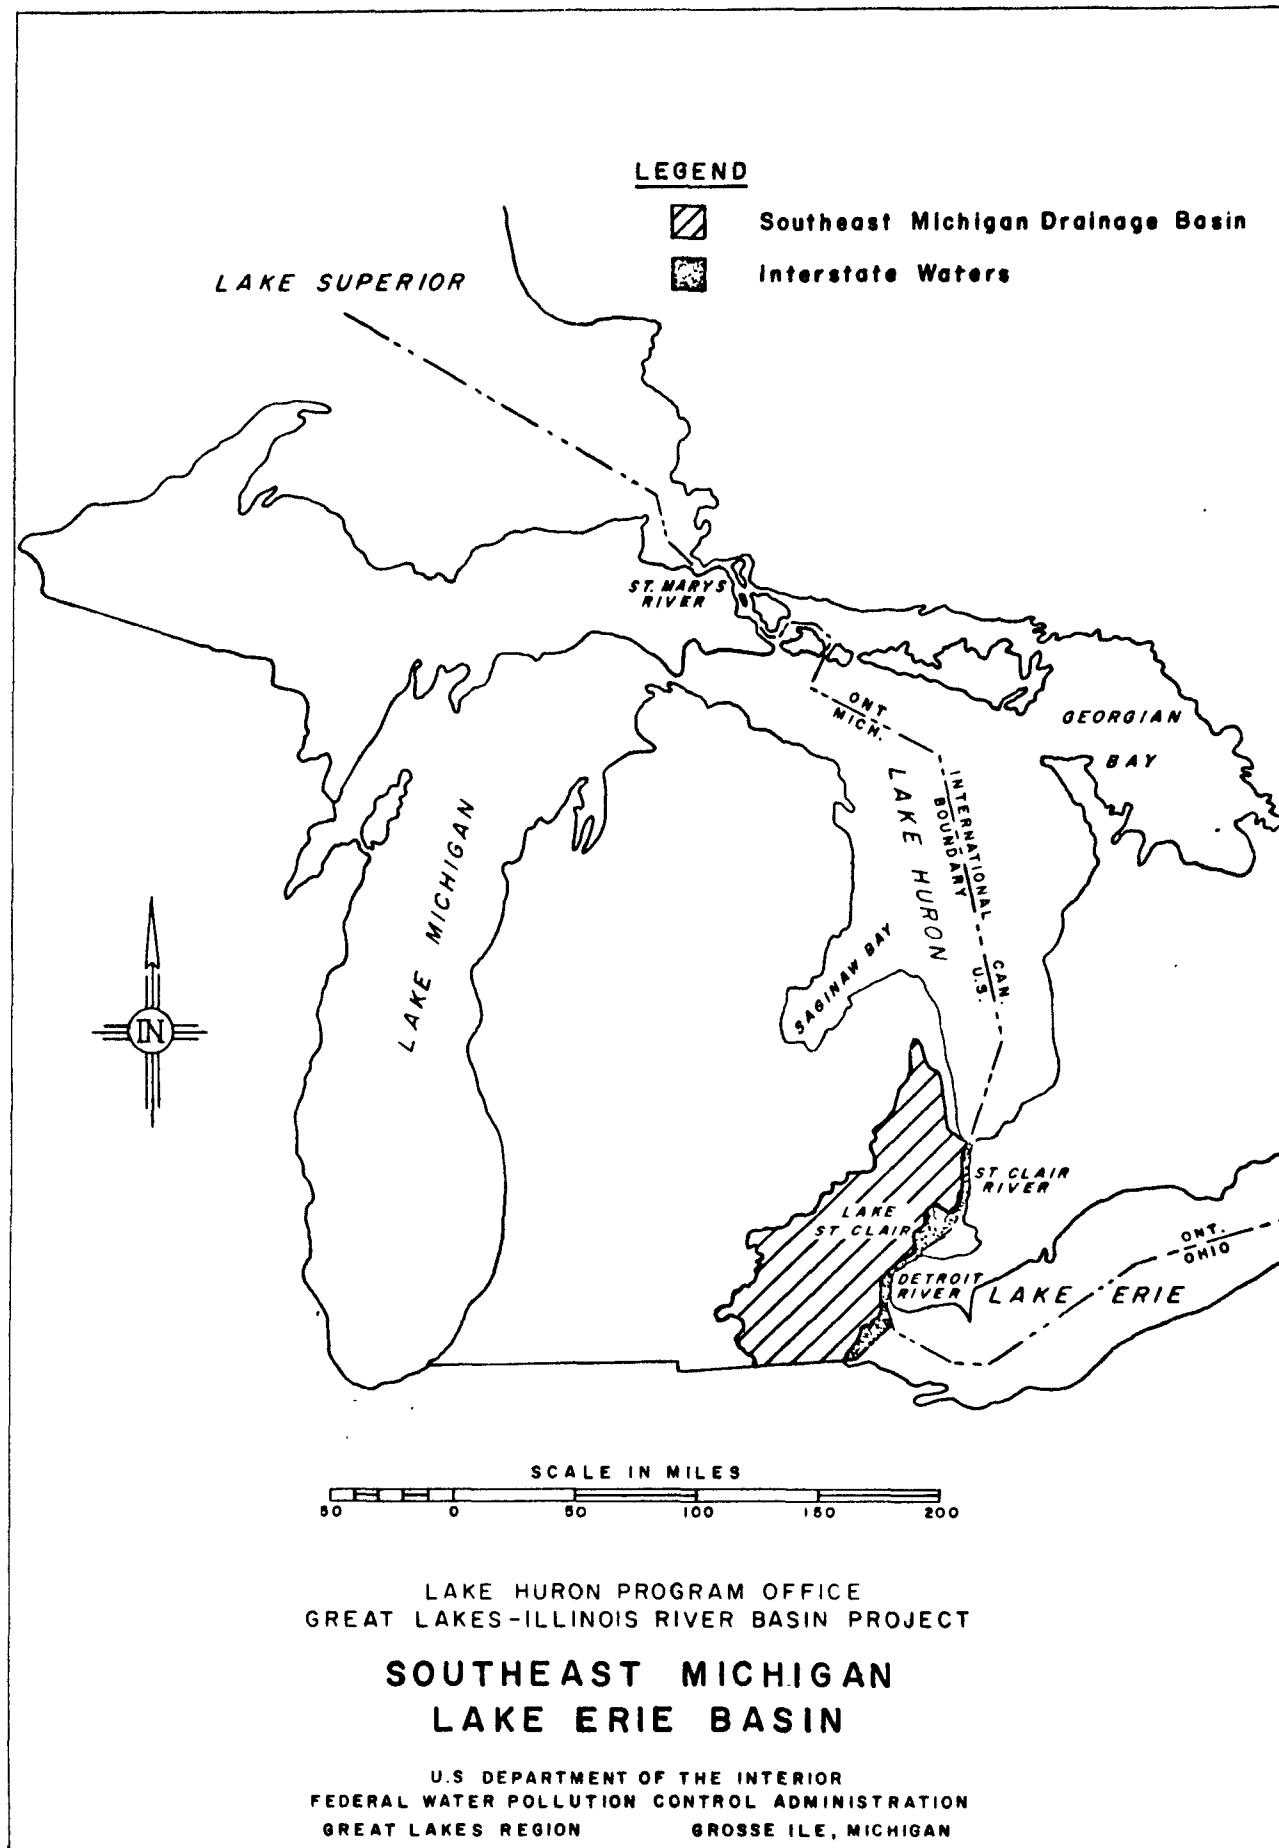 LEGEND
Southeast Michigan Drainage Basin
Interstate Waters
LAKE SUPERIOR
ST. MARYS
RIVER
ONT
MICH.
GEORGIAN
BAY
LAKE MICHIGAN
LAKE HURON
INTERNATIONAL
BOUNDARY
SAGINAW BAY
CAN.
U.S.
IN
ST CLAIR
RIVER
LAKE
ST CLAIR
ONT.
OHIO
DETROIT
RIVER
LAKE ERIE
SCALE IN MILES
50 0 50 100 150 200
LAKE HURON PROGRAM OFFICE
GREAT LAKES-ILLINOIS RIVER BASIN PROJECT
SOUTHEAST MICHIGAN
LAKE ERIE BASIN
U.S DEPARTMENT OF THE INTERIOR
FEDERAL WATER POLLUTION CONTROL ADMINISTRATION
GREAT LAKES REGION GROSSE ILE, MICHIGAN